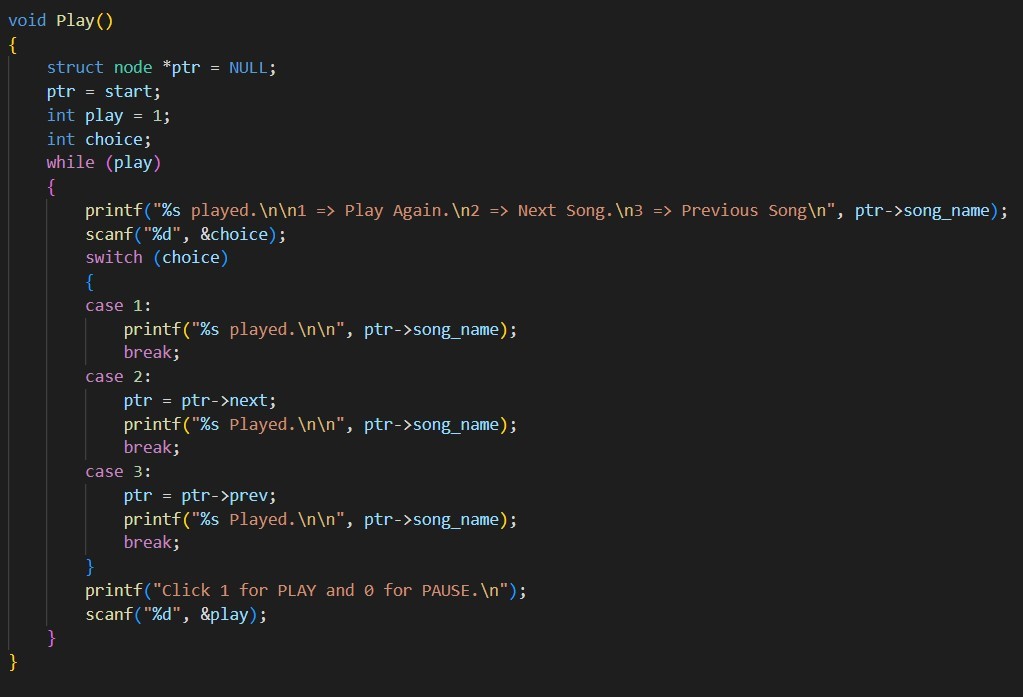 void Play()
{
    struct node *ptr = NULL;
    ptr = start;
    int play = 1;
    int choice;
    while (play)
    {
        printf("%s played.\n\n1 => Play Again.\n2 => Next Song.\n3 => Previous Song\n", ptr->song_name);
        scanf("%d", &choice);
        switch (choice)
        {
        case 1:
            printf("%s played.\n\n", ptr->song_name);
            break;
        case 2:
            ptr = ptr->next;
            printf("%s Played.\n\n", ptr->song_name);
            break;
        case 3:
            ptr = ptr->prev;
            printf("%s Played.\n\n", ptr->song_name);
            break;
        }
        printf("Click 1 for PLAY and 0 for PAUSE.\n");
        scanf("%d", &play);
    }
}